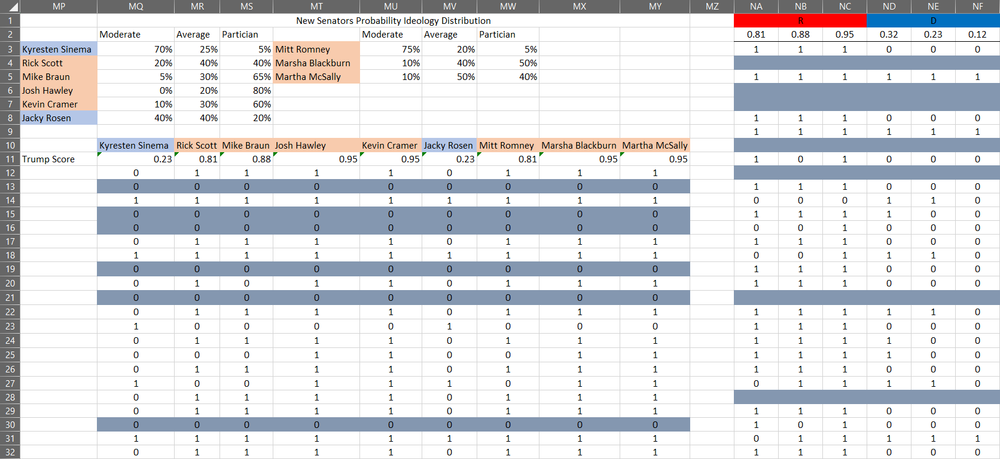 MP MQ MR MS MT MU MV MW MX MY MZ NA NB NC ND NE NF
1 New Senators Probability Ideology Distribution R D
2 Moderate Average Partician Moderate Average Partician 0.81 0.88 0.95 0.32 0.23 0.12
3 Kyresten Sinema 70% 25% 5% Mitt Romney 75% 20% 5% 1 1 1 0 0 0
4 Rick Scott 20% 40% 40% Marsha Blackburn 10% 40% 50%
5 Mike Braun 5% 30% 65% Martha McSally 10% 50% 40% 1 1 1 1 1 1
6 Josh Hawley 0% 20% 80%
7 Kevin Cramer 10% 30% 60%
8 Jacky Rosen 40% 40% 20% 1 1 1 0 0 0
9 1 1 1 1 1 1
10 Kyresten Sinema Rick Scott Mike Braun Josh Hawley Kevin Cramer Jacky Rosen Mitt Romney Marsha Blackburn Martha McSally
11 Trump Score 0.23 0.81 0.88 0.95 0.95 0.23 0.81 0.95 0.95 1 0 1 0 0 0
12 0 1 1 1 1 0 1 1 1
13 0 0 0 0 0 0 0 0 0 1 1 1 0 0 0
14 1 1 1 1 1 1 1 1 1 0 0 0 1 1 0
15 0 0 0 0 0 0 0 0 0 1 1 1 1 0 0
16 0 0 0 0 0 0 0 0 0 0 0 1 0 0 0
17 0 1 1 1 1 0 1 1 1 1 1 1 0 0 0
18 1 1 1 1 1 1 1 1 1 0 0 1 1 1 0
19 0 0 0 0 0 0 0 0 0 1 1 1 0 0 0
20 0 1 0 1 1 0 1 1 1 1 1 1 0 0 0
21 0 0 0 0 0 0 0 0 0
22 0 1 1 1 1 0 1 1 1 1 1 1 1 1 0
23 1 0 0 0 0 1 0 0 0 1 1 1 0 0 0
24 0 1 1 1 1 0 1 1 1 1 1 1 1 0 0
25 0 0 0 1 1 0 0 1 1 1 1 1 1 0 0
26 0 1 1 1 1 0 1 1 1 1 1 1 0 0 0
27 1 0 0 1 1 1 0 1 1 0 1 1 1 1 0
28 0 1 1 1 1 0 1 1 1
29 0 1 1 1 1 0 1 1 1 1 1 1 0 0 0
30 0 0 0 0 0 0 0 0 0 1 0 1 0 0 0
31 1 1 1 1 1 1 1 1 1 0 1 1 1 1 1
32 0 1 1 1 1 0 1 1 1 1 1 1 0 0 0